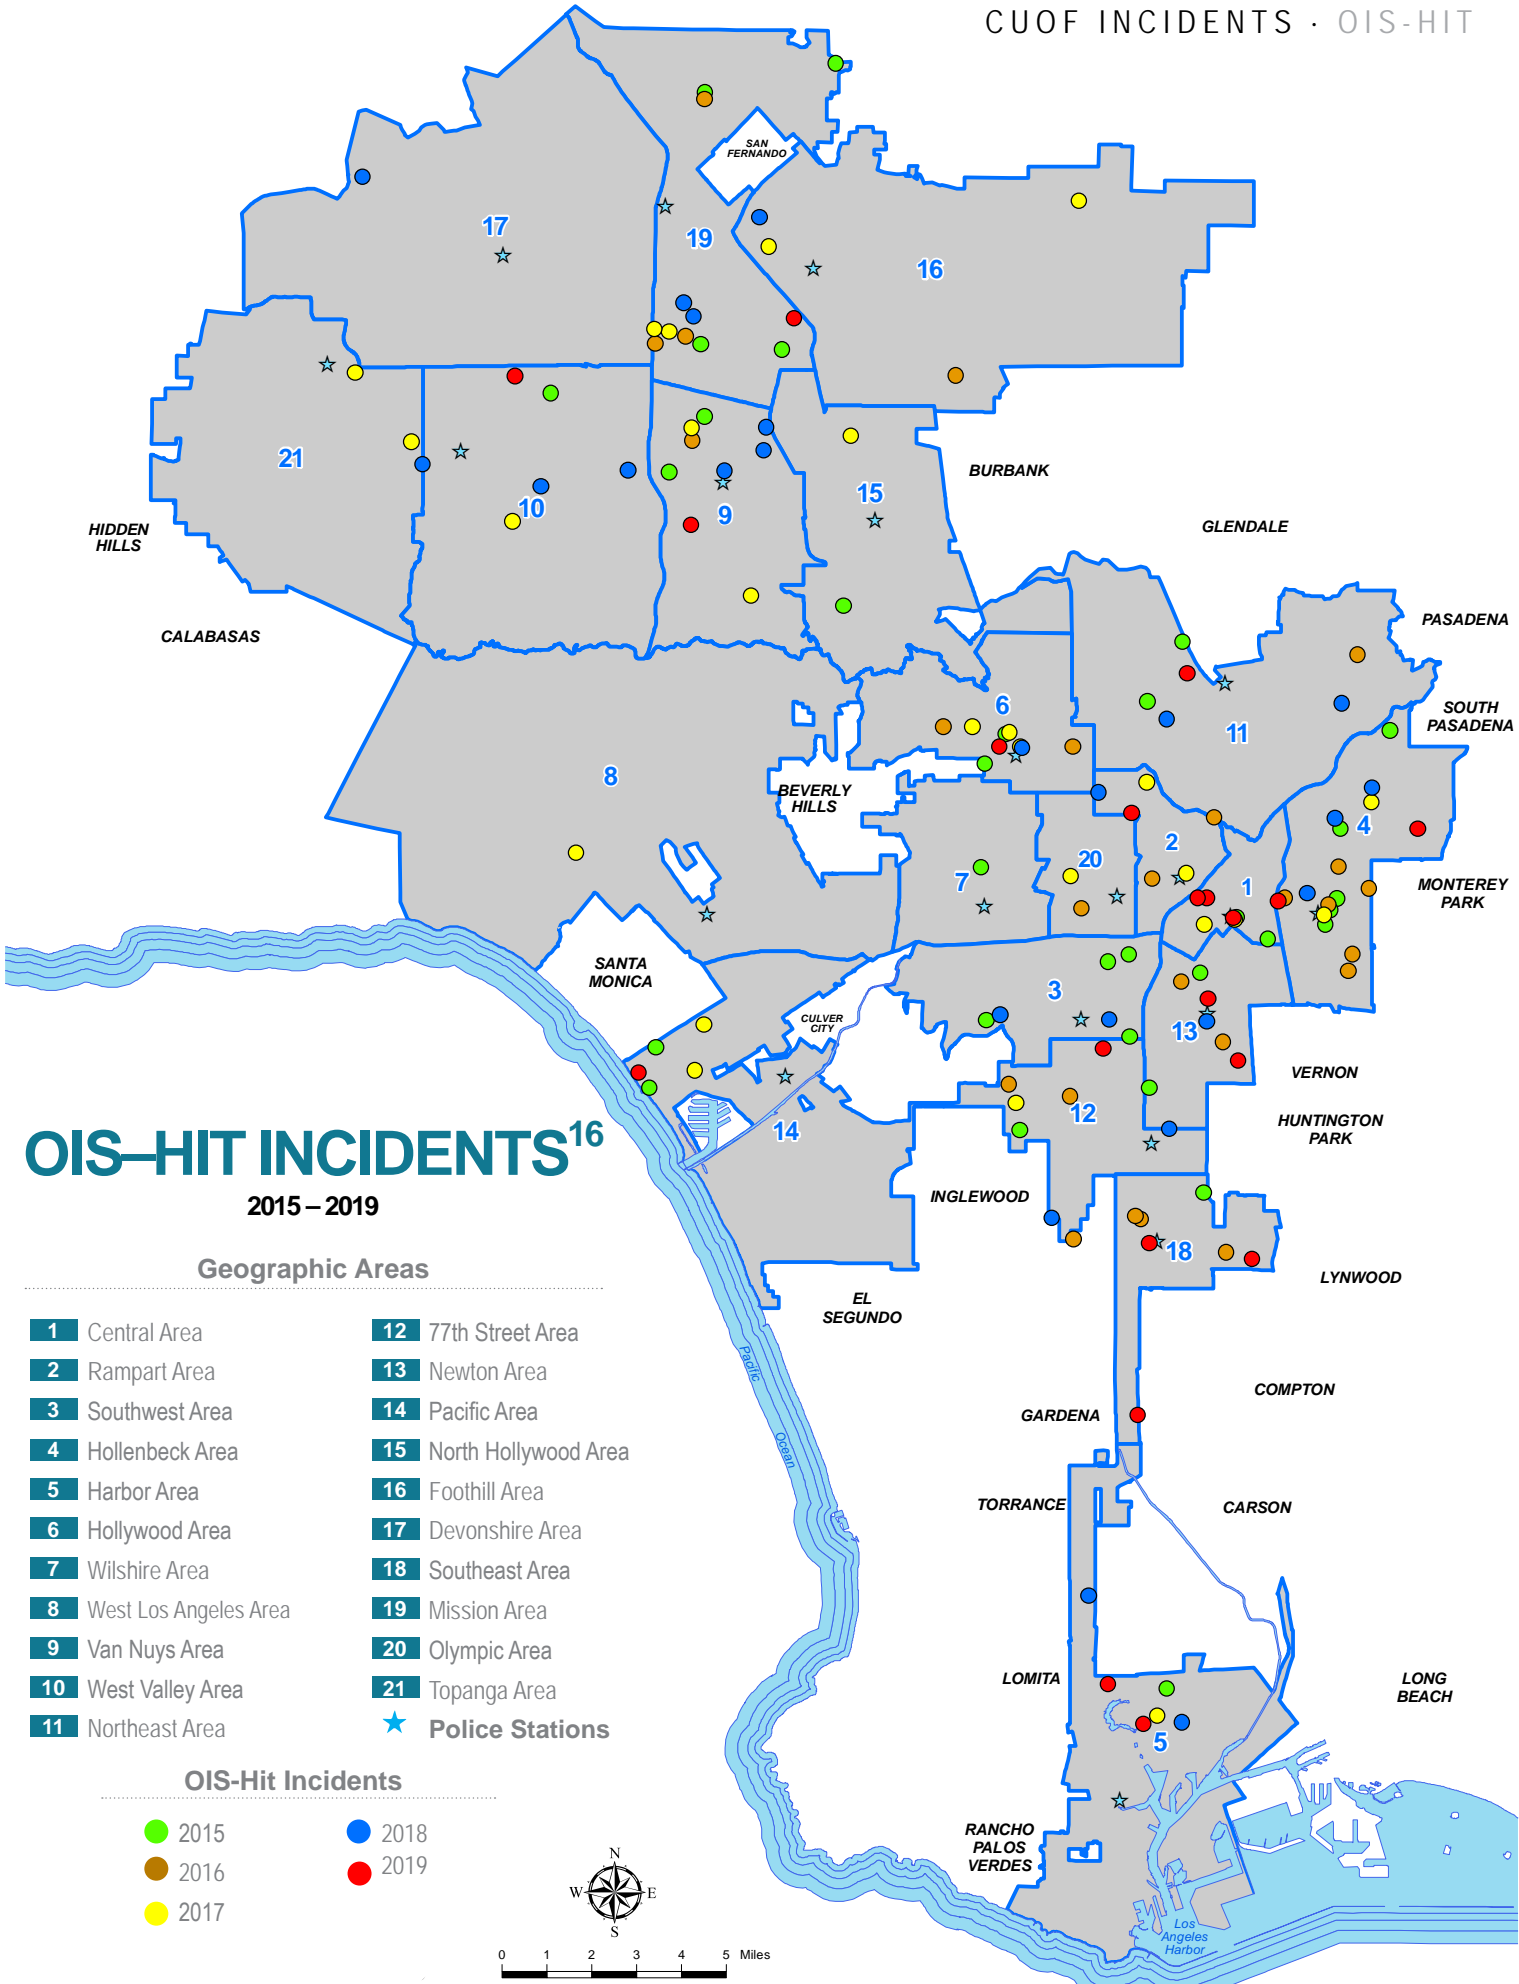 CUOF INCIDENTS · OIS-HIT
SAN
FERNANDO
17
19
16
21
10
9
15
BURBANK
GLENDALE
HIDDEN
HILLS
CALABASAS
PASADENA
SOUTH
PASADENA
6
11
8
BEVERLY
HILLS
4
2
20
7
1
MONTEREY
PARK
SANTA
MONICA
3
CULVER
CITY
13
VERNON
12
HUNTINGTON
PARK
14
INGLEWOOD
18
LYNWOOD
EL
SEGUNDO
COMPTON
GARDENA
TORRANCE
CARSON
LOMITA
LONG
BEACH
5
RANCHO
PALOS
VERDES
Pacific
Ocean
Los
Angeles
Harbor
OIS–HIT INCIDENTS16
2015 – 2019
Geographic Areas
1 Central Area
2 Rampart Area
3 Southwest Area
4 Hollenbeck Area
5 Harbor Area
6 Hollywood Area
7 Wilshire Area
8 West Los Angeles Area
9 Van Nuys Area
10 West Valley Area
11 Northeast Area
12 77th Street Area
13 Newton Area
14 Pacific Area
15 North Hollywood Area
16 Foothill Area
17 Devonshire Area
18 Southeast Area
19 Mission Area
20 Olympic Area
21 Topanga Area
Police Stations
OIS-Hit Incidents
2015
2016
2017
2018
2019
N
W E
S
0 1 2 3 4 5 Miles